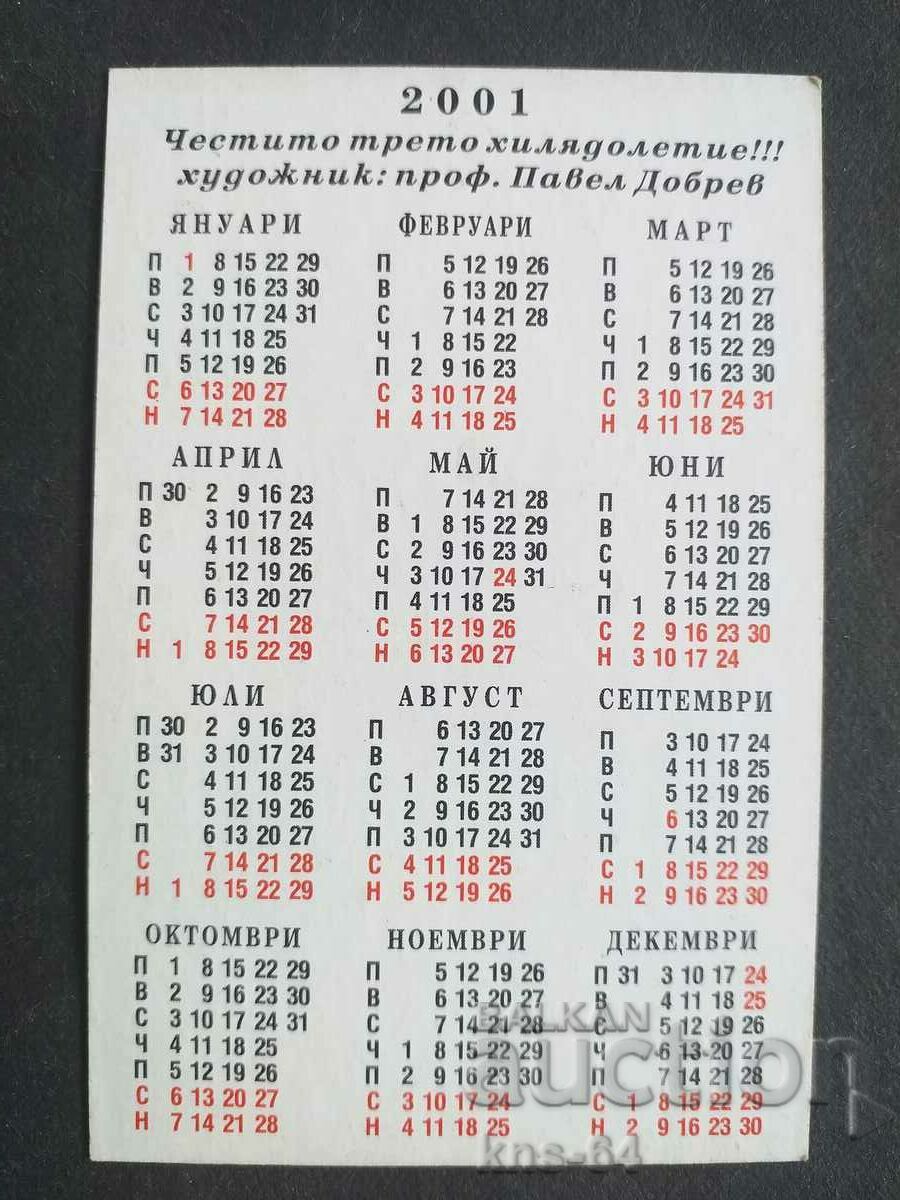 2001
Честито трето хилядолетие!!!
художник: проф. Павел Добрев
ЯНУАРИ
П 1 8 15 22 29
В 2 9 16 23 30
С 3 10 17 24 31
Ч 4 11 18 25
П 5 12 19 26
С 6 13 20 27
Н 7 14 21 28
ФЕВРУАРИ
П 5 12 19 26
В 6 13 20 27
С 7 14 21 28
Ч 1 8 15 22
П 2 9 16 23
С 3 10 17 24
Н 4 11 18 25
МАРТ
П 5 12 19 26
В 6 13 20 27
С 7 14 21 28
Ч 1 8 15 22 29
П 2 9 16 23 30
С 3 10 17 24 31
Н 4 11 18 25
АПРИЛ
П 30 2 9 16 23
В 3 10 17 24
С 4 11 18 25
Ч 5 12 19 26
П 6 13 20 27
С 7 14 21 28
Н 1 8 15 22 29
МАЙ
П 7 14 21 28
В 1 8 15 22 29
С 2 9 16 23 30
Ч 3 10 17 24 31
П 4 11 18 25
С 5 12 19 26
Н 6 13 20 27
ЮНИ
П 4 11 18 25
В 5 12 19 26
С 6 13 20 27
Ч 7 14 21 28
П 1 8 15 22 29
С 2 9 16 23 30
Н 3 10 17 24
ЮЛИ
П 30 2 9 16 23
В 31 3 10 17 24
С 4 11 18 25
Ч 5 12 19 26
П 6 13 20 27
С 7 14 21 28
Н 1 8 15 22 29
АВГУСТ
П 6 13 20 27
В 7 14 21 28
С 1 8 15 22 29
Ч 2 9 16 23 30
П 3 10 17 24 31
С 4 11 18 25
Н 5 12 19 26
СЕПТЕМВРИ
П 3 10 17 24
В 4 11 18 25
С 5 12 19 26
Ч 6 13 20 27
П 7 14 21 28
С 1 8 15 22 29
Н 2 9 16 23 30
ОКТОМВРИ
П 1 8 15 22 29
В 2 9 16 23 30
С 3 10 17 24 31
Ч 4 11 18 25
П 5 12 19 26
С 6 13 20 27
Н 7 14 21 28
НОЕМВРИ
П 5 12 19 26
В 6 13 20 27
С 7 14 21 28
Ч 1 8 15 22 29
П 2 9 16 23 30
С 3 10 17 24
Н 4 11 18 25
ДЕКЕМВРИ
П 31 3 10 17 24
В 4 11 18 25
С 5 12 19 26
Ч 6 13 20 27
П 7 14 21 28
С 1 8 15 22 29
Н 2 9 16 23 30
BALKAN
auction
kns-64